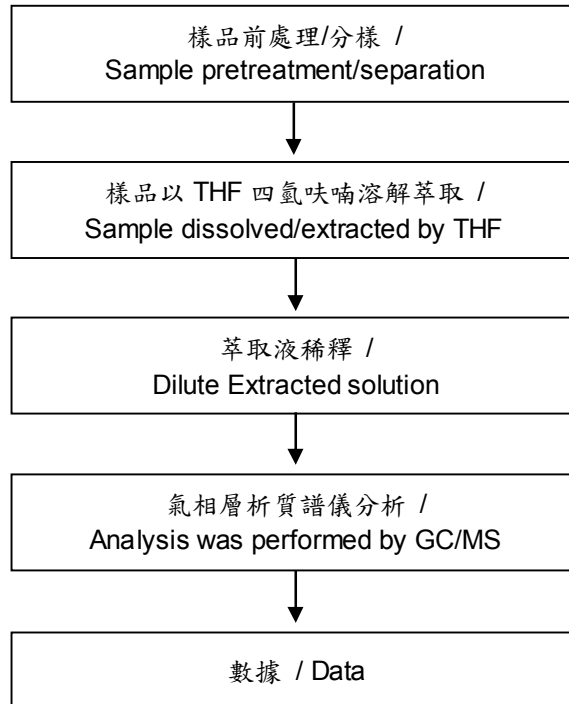 樣品前處理/分樣 /
Sample pretreatment/separation
樣品以 THF 四氫呋喃溶解萃取 /
Sample dissolved/extracted by THF
萃取液稀釋 /
Dilute Extracted solution
氣相層析質譜儀分析 /
Analysis was performed by GC/MS
數據 / Data